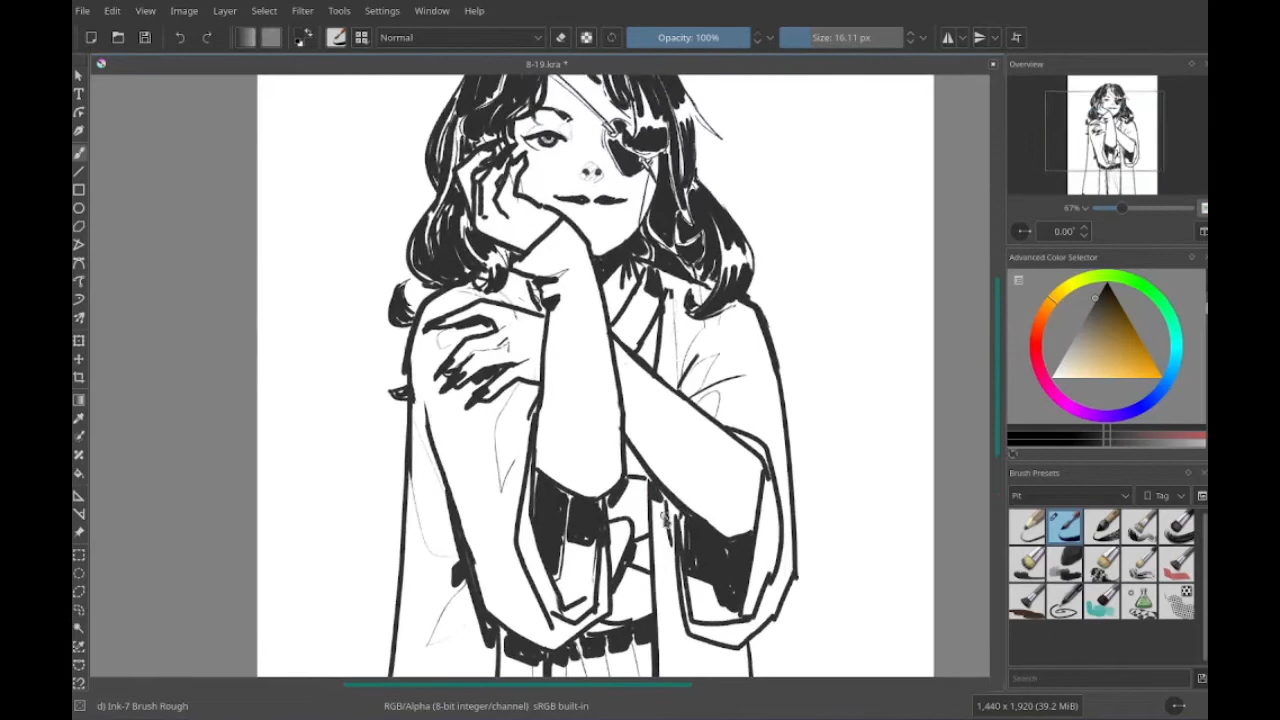 File Edit View Image Layer Select Filter Tools Settings Window Help
Normal Opacity: 100% Size: 16.11 px
8-19.kra *
Overview
67%
0.00°
Advanced Color Selector
Brush Presets
Pit Tag
Search
d) Ink-7 Brush Rough RGB/Alpha (8-bit integer/channel) sRGB built-in 1,440 x 1,920 (39.2 MiB)